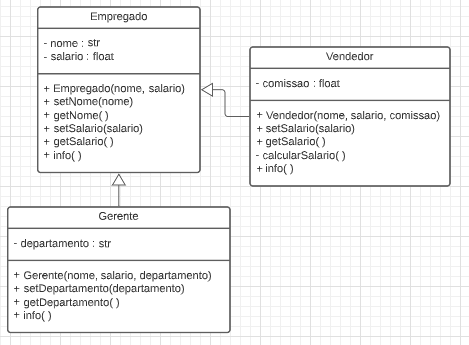 Empregado
- nome : str
- salario : float
+ Empregado(nome, salario)
+ setNome(nome)
+ getNome( )
+ setSalario(salario)
+ getSalario( )
+ info( )
Vendedor
- comissao : float
+ Vendedor(nome, salario, comissao)
+ setSalario(salario)
+ getSalario( )
- calcularSalario( )
+ info( )
Gerente
- departamento : str
+ Gerente(nome, salario, departamento)
+ setDepartamento(departamento)
+ getDepartamento( )
+ info( )